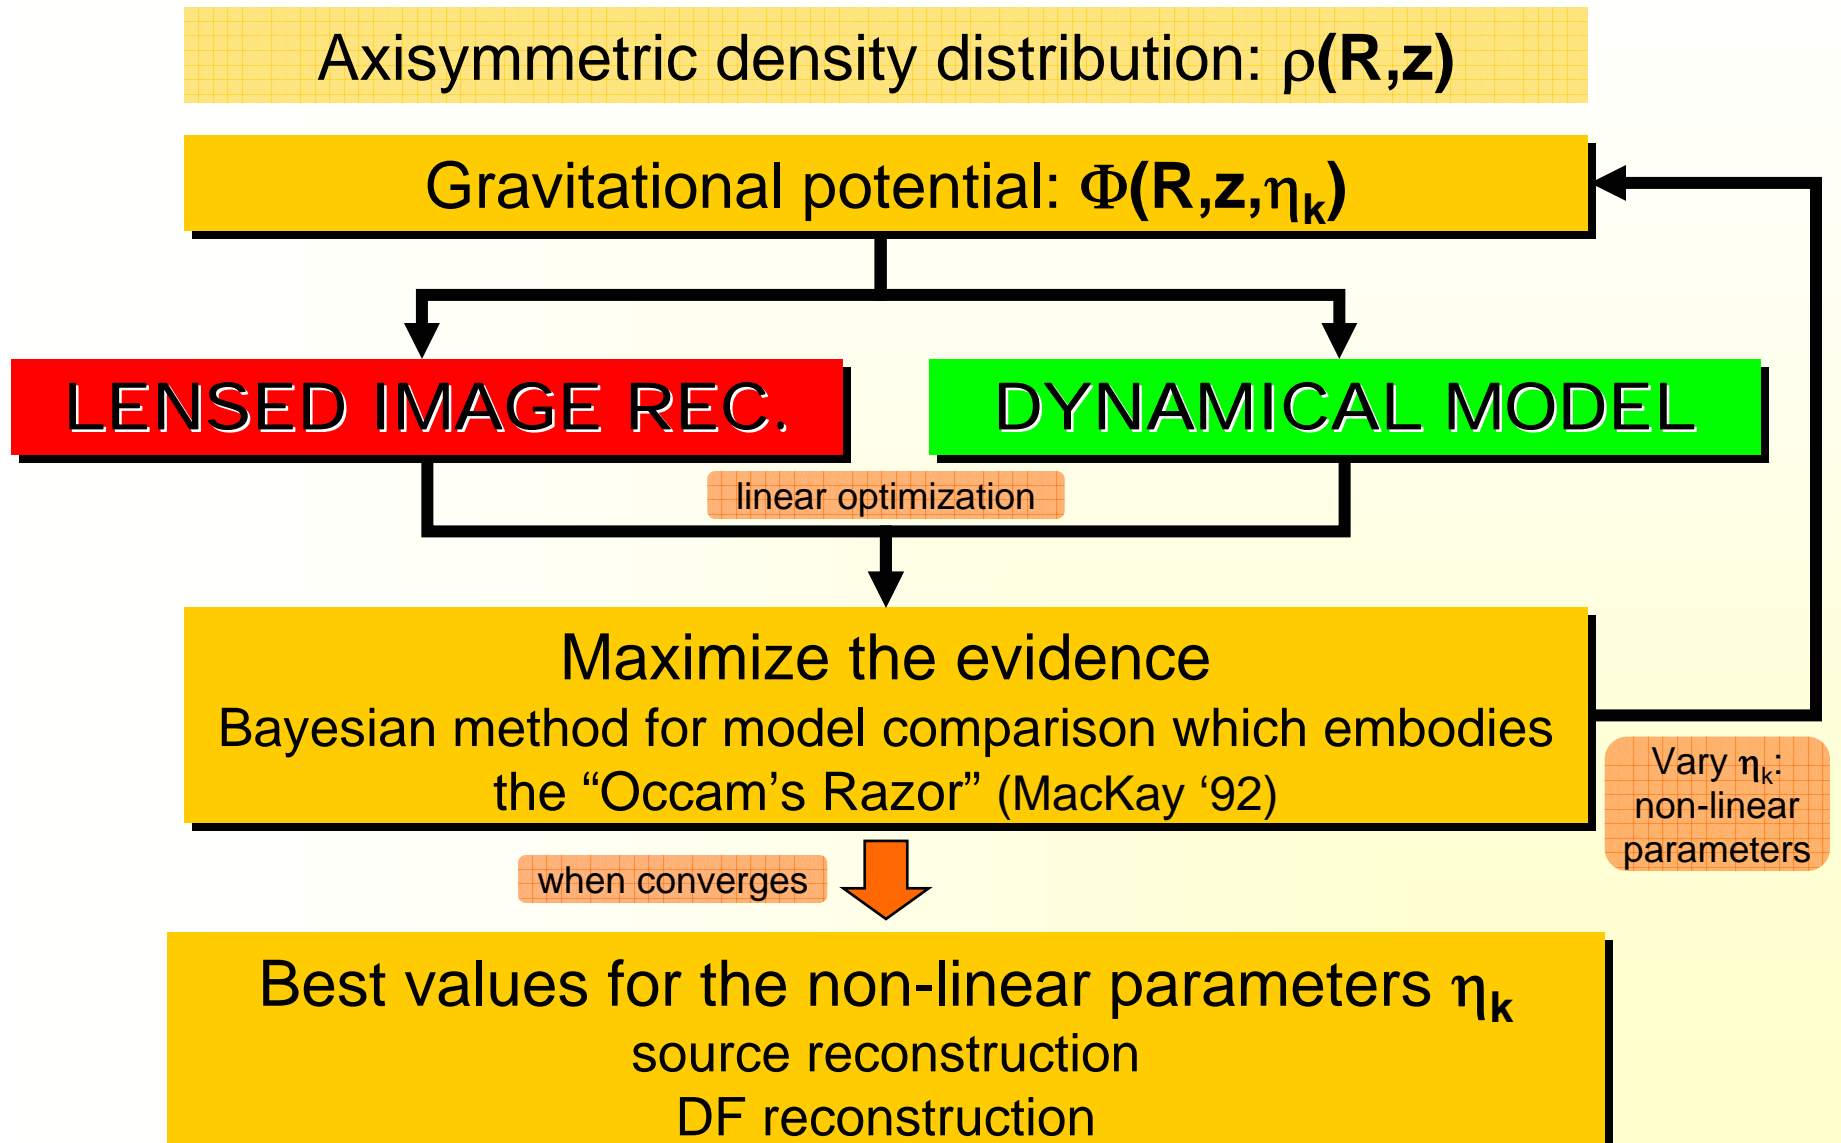 Axisymmetric density distribution: ρ(R,z)
Gravitational potential: Φ(R,z,ηk)
LENSED IMAGE REC.
DYNAMICAL MODEL
linear optimization
Maximize the evidence
Bayesian method for model comparison which embodies
the “Occam’s Razor” (MacKay ‘92)
Vary ηk:
non-linear
parameters
when converges
Best values for the non-linear parameters ηk
source reconstruction
DF reconstruction